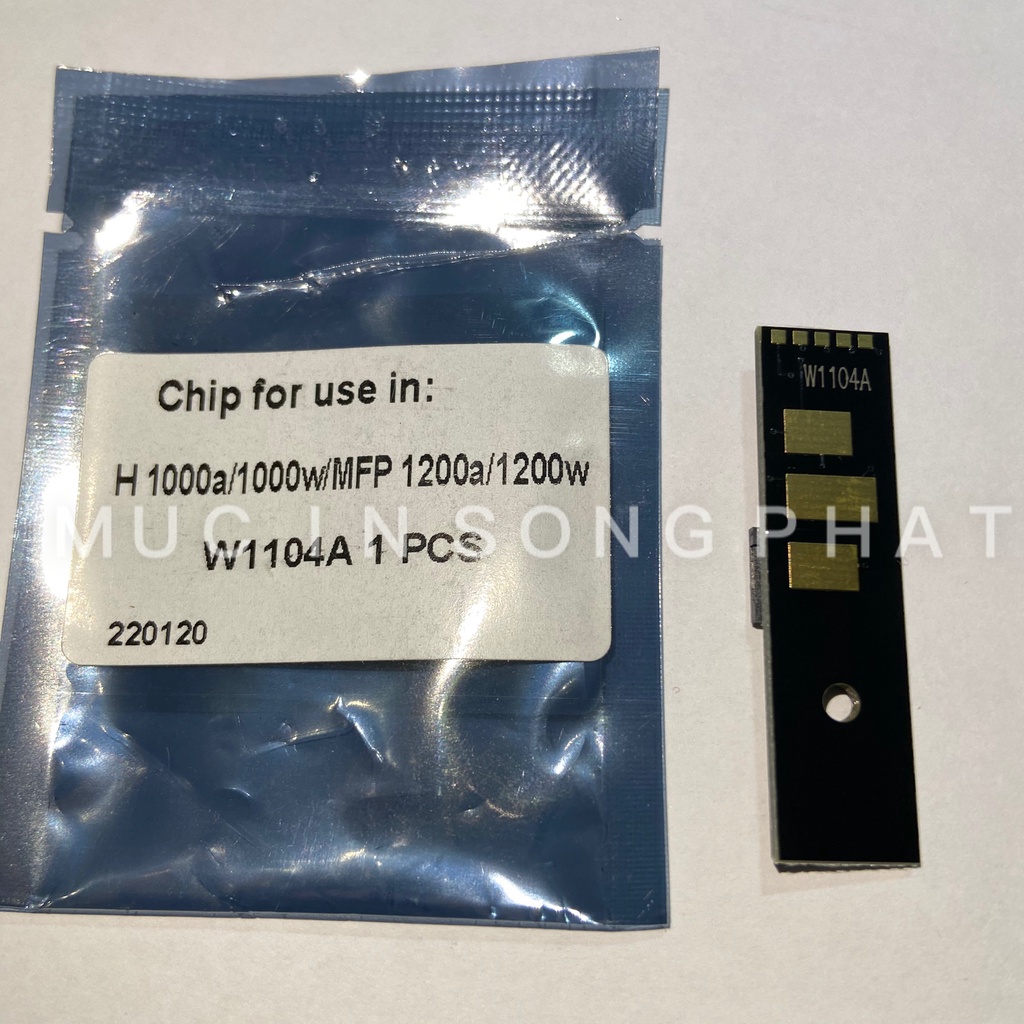 Chip for use in:
H 1000a/1000w/MFP 1200a/1200w
W1104A 1 PCS
220120
W1104A
MUC IN SONG PHAT